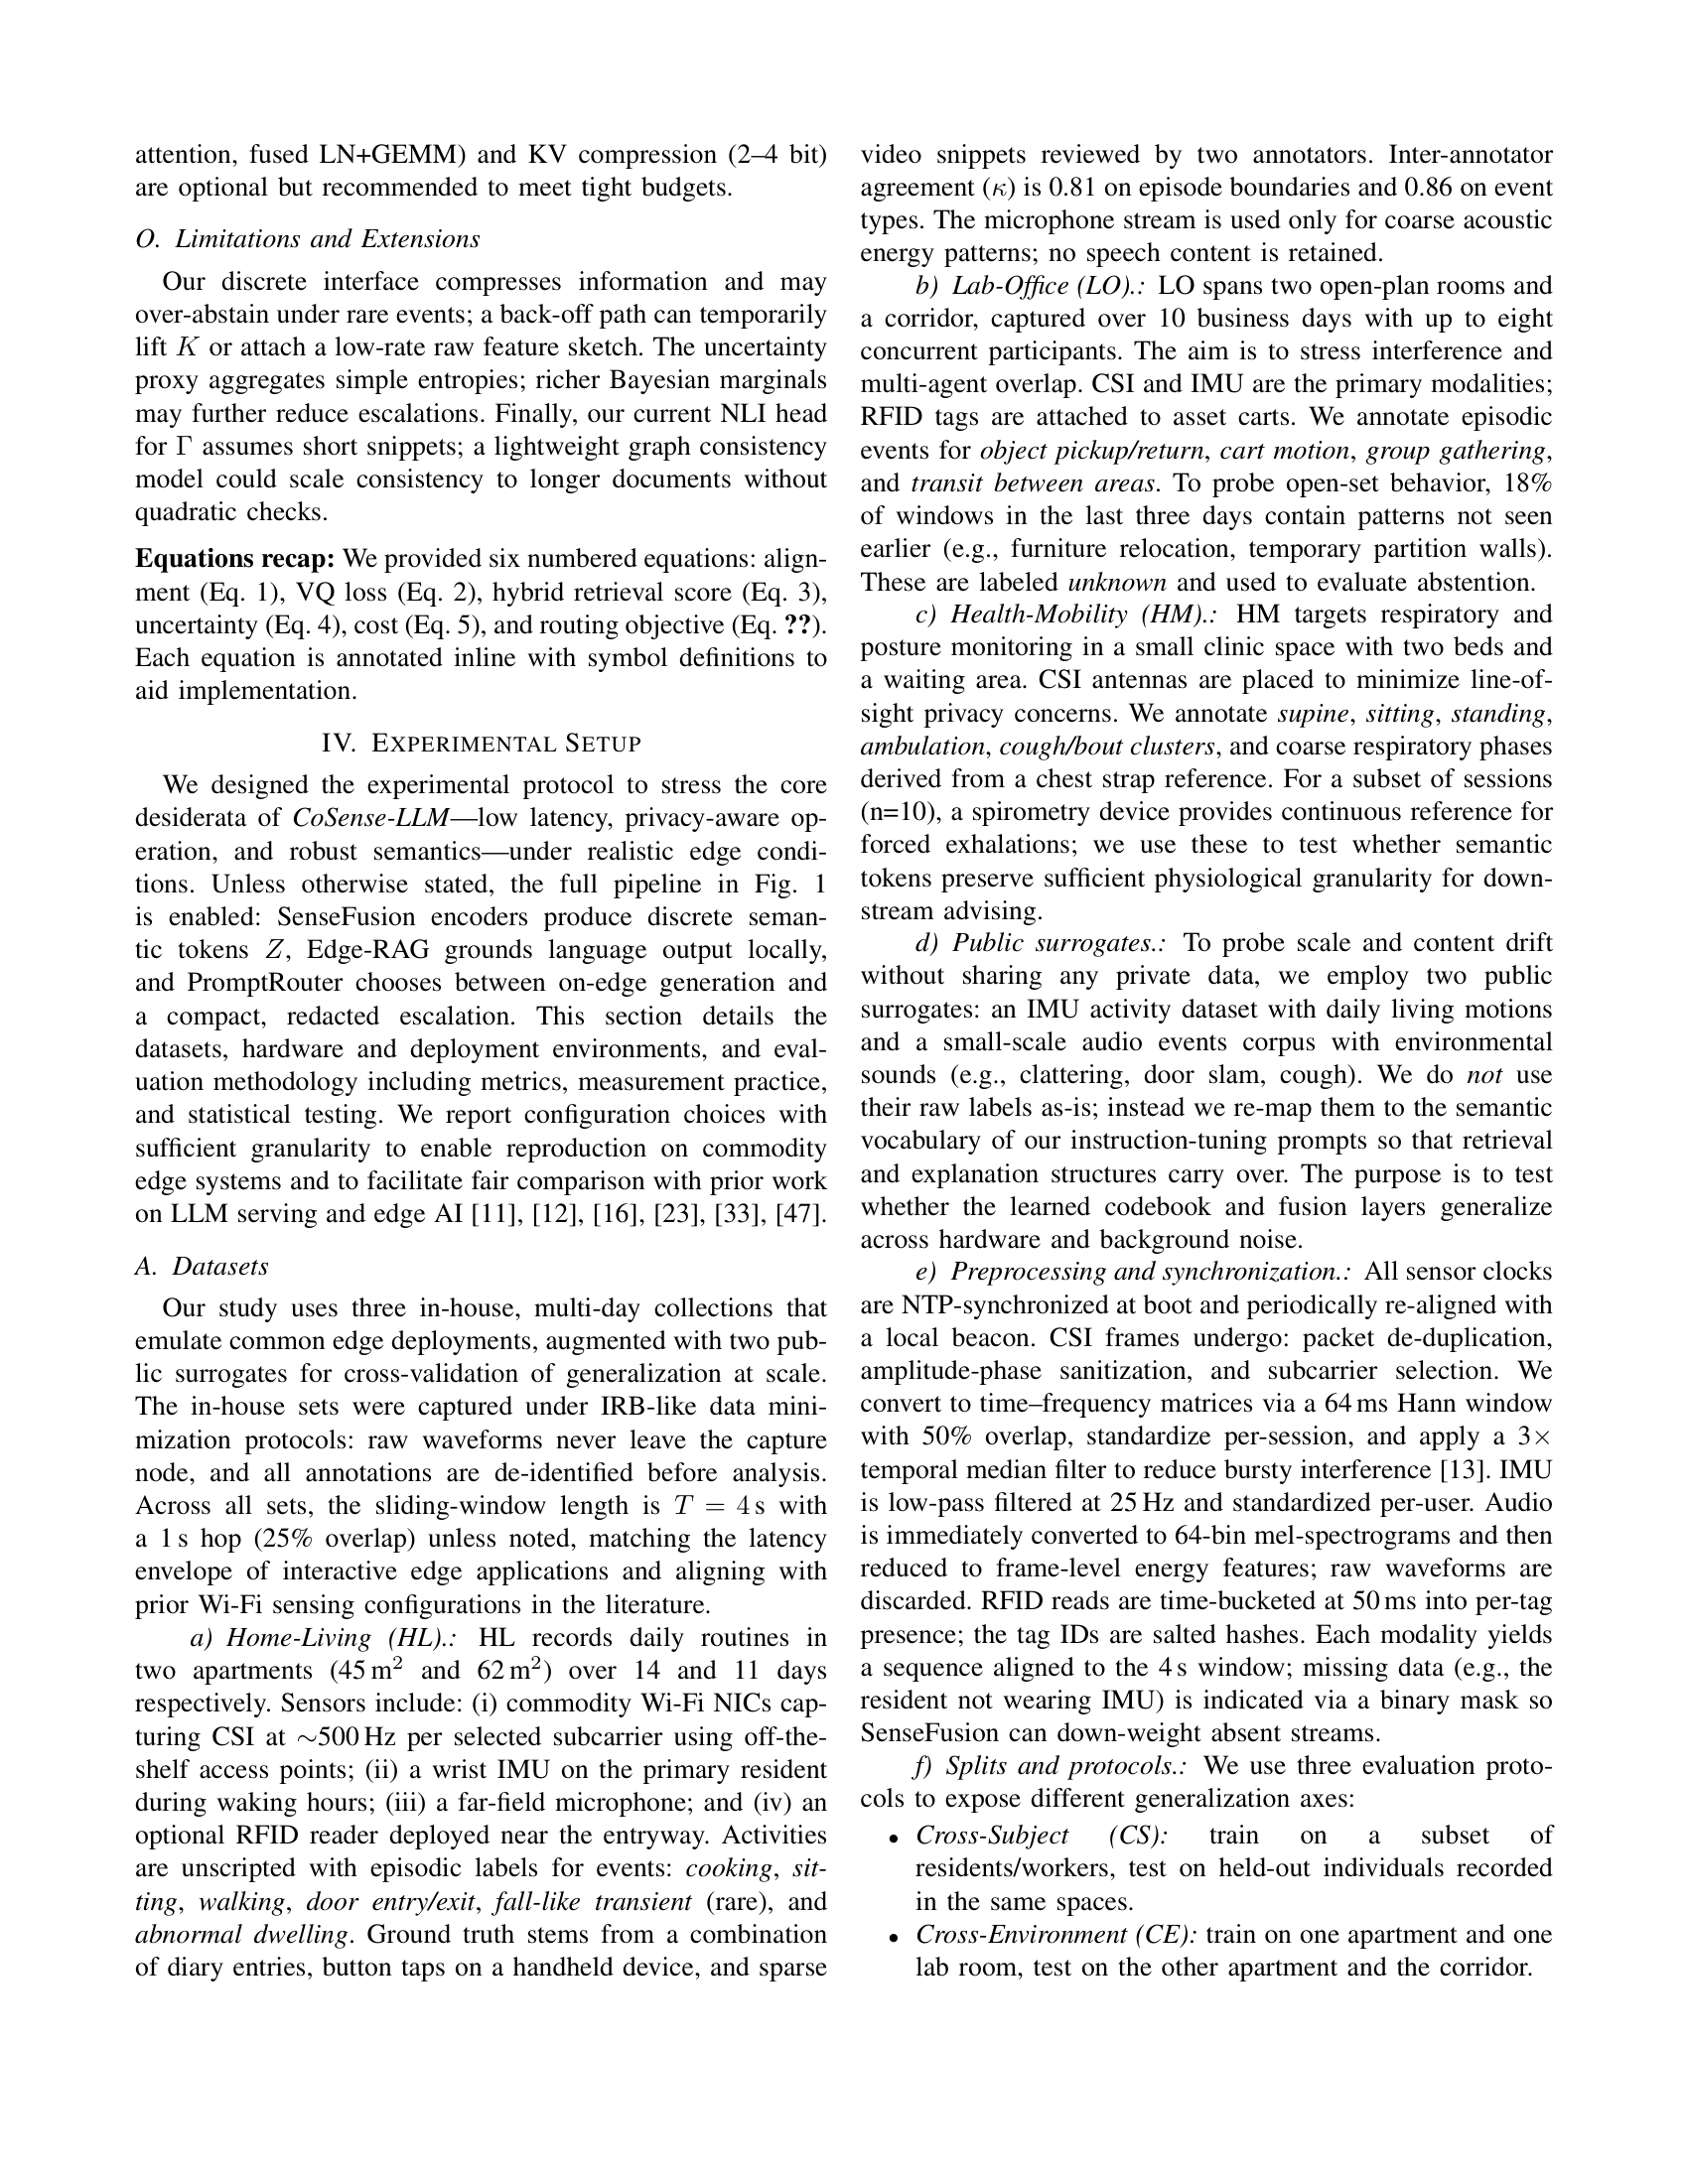 attention, fused LN+GEMM) and KV compression (2–4 bit)
are optional but recommended to meet tight budgets.
O. Limitations and Extensions
Our discrete interface compresses information and may
over-abstain under rare events; a back-off path can temporarily
lift K or attach a low-rate raw feature sketch. The uncertainty
proxy aggregates simple entropies; richer Bayesian marginals
may further reduce escalations. Finally, our current NLI head
for Γ assumes short snippets; a lightweight graph consistency
model could scale consistency to longer documents without
quadratic checks.
Equations recap: We provided six numbered equations: align-
ment (Eq. 1), VQ loss (Eq. 2), hybrid retrieval score (Eq. 3),
uncertainty (Eq. 4), cost (Eq. 5), and routing objective (Eq. ??).
Each equation is annotated inline with symbol definitions to
aid implementation.
IV. EXPERIMENTAL SETUP
We designed the experimental protocol to stress the core
desiderata of CoSense-LLM—low latency, privacy-aware op-
eration, and robust semantics—under realistic edge condi-
tions. Unless otherwise stated, the full pipeline in Fig. 1
is enabled: SenseFusion encoders produce discrete seman-
tic tokens Z, Edge-RAG grounds language output locally,
and PromptRouter chooses between on-edge generation and
a compact, redacted escalation. This section details the
datasets, hardware and deployment environments, and eval-
uation methodology including metrics, measurement practice,
and statistical testing. We report configuration choices with
sufficient granularity to enable reproduction on commodity
edge systems and to facilitate fair comparison with prior work
on LLM serving and edge AI [11], [12], [16], [23], [33], [47].
A. Datasets
Our study uses three in-house, multi-day collections that
emulate common edge deployments, augmented with two pub-
lic surrogates for cross-validation of generalization at scale.
The in-house sets were captured under IRB-like data mini-
mization protocols: raw waveforms never leave the capture
node, and all annotations are de-identified before analysis.
Across all sets, the sliding-window length is T = 4 s with
a 1 s hop (25% overlap) unless noted, matching the latency
envelope of interactive edge applications and aligning with
prior Wi-Fi sensing configurations in the literature.
a) Home-Living (HL).: HL records daily routines in
two apartments (45 m² and 62 m²) over 14 and 11 days
respectively. Sensors include: (i) commodity Wi-Fi NICs cap-
turing CSI at ∼500 Hz per selected subcarrier using off-the-
shelf access points; (ii) a wrist IMU on the primary resident
during waking hours; (iii) a far-field microphone; and (iv) an
optional RFID reader deployed near the entryway. Activities
are unscripted with episodic labels for events: cooking, sit-
ting, walking, door entry/exit, fall-like transient (rare), and
abnormal dwelling. Ground truth stems from a combination
of diary entries, button taps on a handheld device, and sparse
video snippets reviewed by two annotators. Inter-annotator
agreement (κ) is 0.81 on episode boundaries and 0.86 on event
types. The microphone stream is used only for coarse acoustic
energy patterns; no speech content is retained.
b) Lab-Office (LO).: LO spans two open-plan rooms and
a corridor, captured over 10 business days with up to eight
concurrent participants. The aim is to stress interference and
multi-agent overlap. CSI and IMU are the primary modalities;
RFID tags are attached to asset carts. We annotate episodic
events for object pickup/return, cart motion, group gathering,
and transit between areas. To probe open-set behavior, 18%
of windows in the last three days contain patterns not seen
earlier (e.g., furniture relocation, temporary partition walls).
These are labeled unknown and used to evaluate abstention.
c) Health-Mobility (HM).: HM targets respiratory and
posture monitoring in a small clinic space with two beds and
a waiting area. CSI antennas are placed to minimize line-of-
sight privacy concerns. We annotate supine, sitting, standing,
ambulation, cough/bout clusters, and coarse respiratory phases
derived from a chest strap reference. For a subset of sessions
(n=10), a spirometry device provides continuous reference for
forced exhalations; we use these to test whether semantic
tokens preserve sufficient physiological granularity for down-
stream advising.
d) Public surrogates.: To probe scale and content drift
without sharing any private data, we employ two public
surrogates: an IMU activity dataset with daily living motions
and a small-scale audio events corpus with environmental
sounds (e.g., clattering, door slam, cough). We do not use
their raw labels as-is; instead we re-map them to the semantic
vocabulary of our instruction-tuning prompts so that retrieval
and explanation structures carry over. The purpose is to test
whether the learned codebook and fusion layers generalize
across hardware and background noise.
e) Preprocessing and synchronization.: All sensor clocks
are NTP-synchronized at boot and periodically re-aligned with
a local beacon. CSI frames undergo: packet de-duplication,
amplitude-phase sanitization, and subcarrier selection. We
convert to time–frequency matrices via a 64 ms Hann window
with 50% overlap, standardize per-session, and apply a 3×
temporal median filter to reduce bursty interference [13]. IMU
is low-pass filtered at 25 Hz and standardized per-user. Audio
is immediately converted to 64-bin mel-spectrograms and then
reduced to frame-level energy features; raw waveforms are
discarded. RFID reads are time-bucketed at 50 ms into per-tag
presence; the tag IDs are salted hashes. Each modality yields
a sequence aligned to the 4 s window; missing data (e.g., the
resident not wearing IMU) is indicated via a binary mask so
SenseFusion can down-weight absent streams.
f) Splits and protocols.: We use three evaluation proto-
cols to expose different generalization axes:
• Cross-Subject (CS): train on a subset of
residents/workers, test on held-out individuals recorded
in the same spaces.
• Cross-Environment (CE): train on one apartment and one
lab room, test on the other apartment and the corridor.